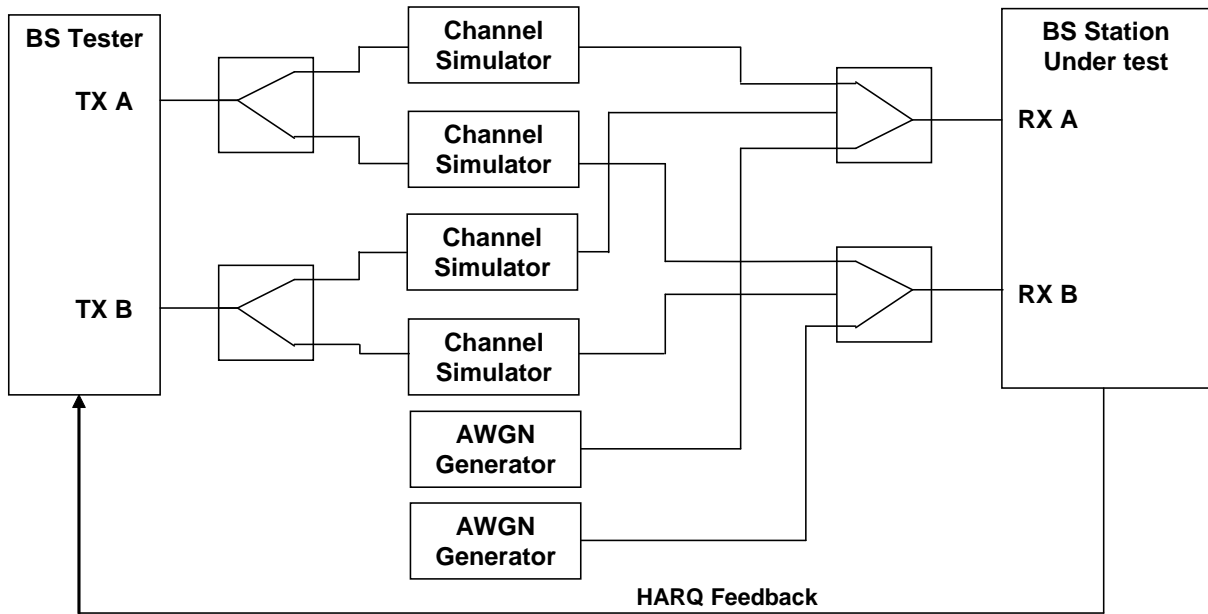 BS Tester
TX A
TX B
Channel
Simulator
Channel
Simulator
Channel
Simulator
Channel
Simulator
AWGN
Generator
AWGN
Generator
BS Station
Under test
RX A
RX B
HARQ Feedback